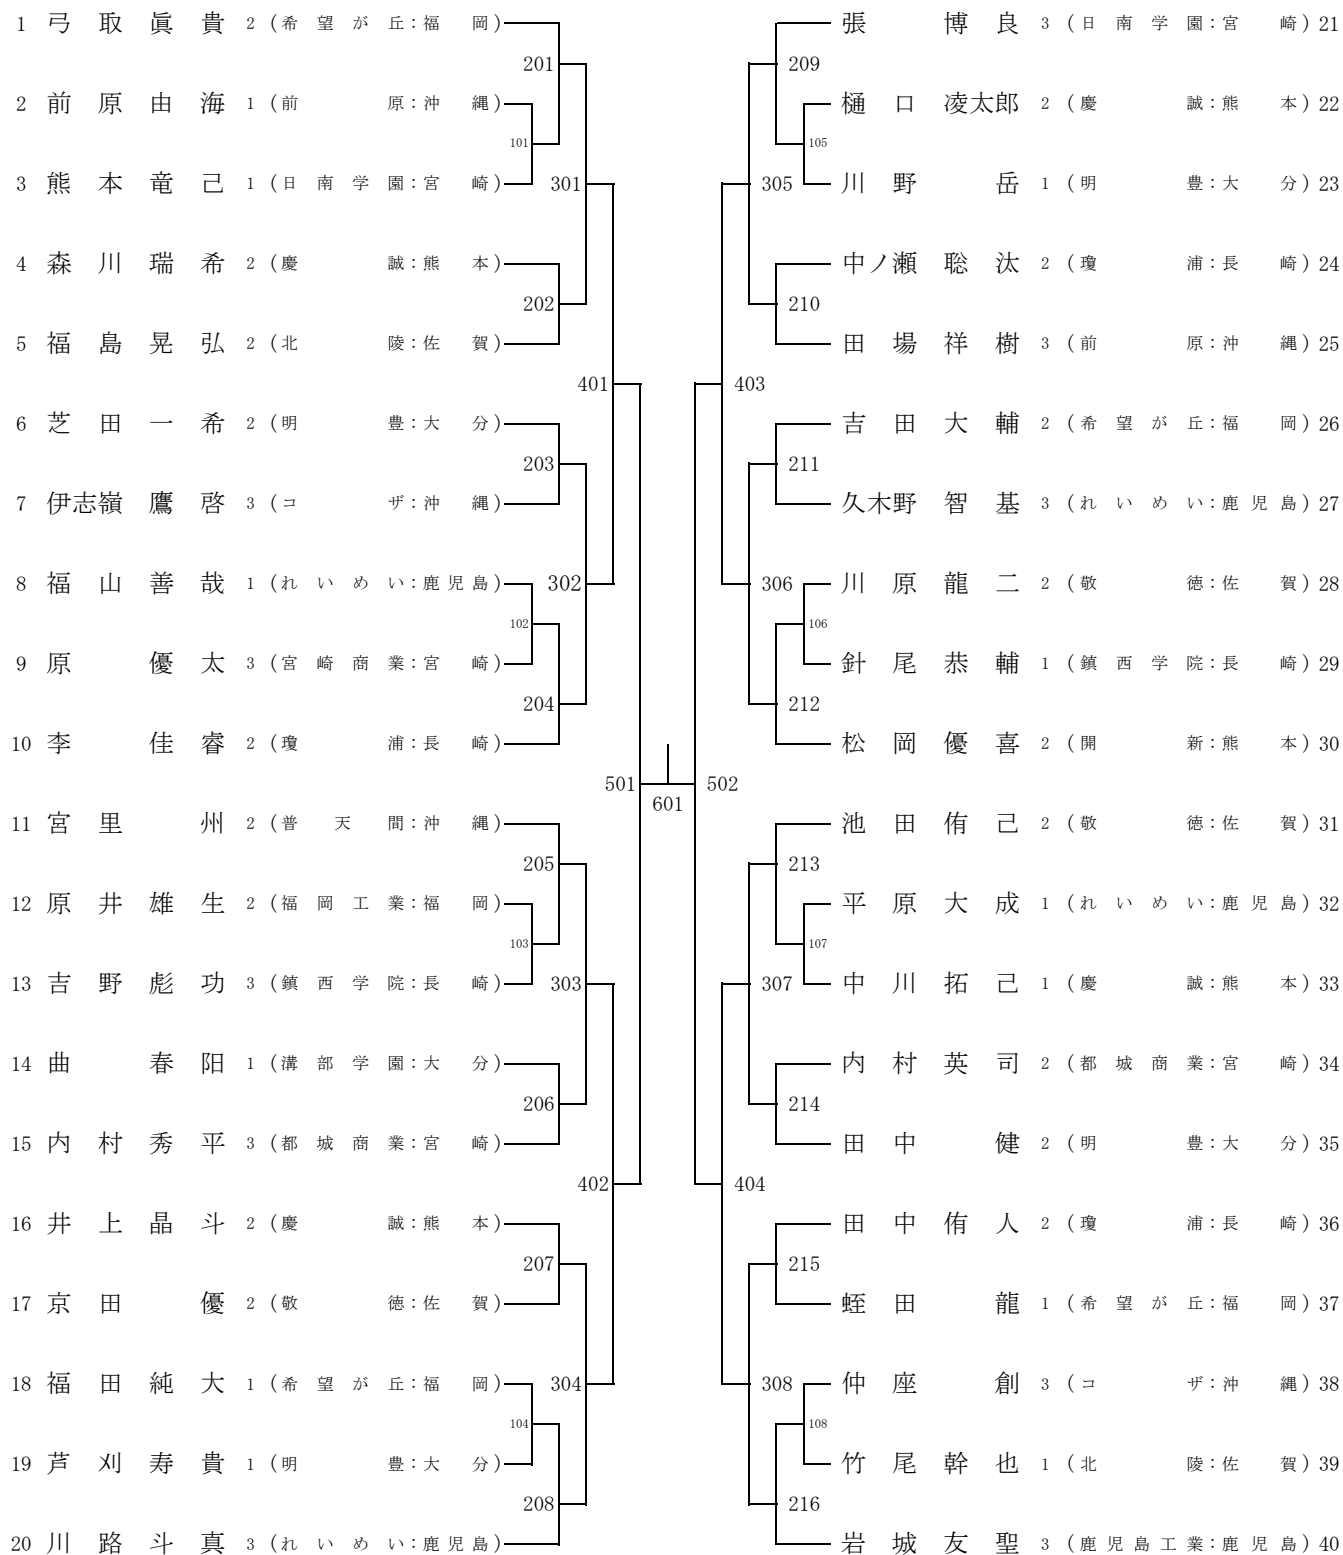 1 弓取眞貴 2 (希望が丘:福岡)
201
2 前原由海 1 (前原:沖縄)
101
3 熊本竜己 1 (日南学園:宮崎)
301
4 森川瑞希 2 (慶誠:熊本)
202
5 福島晃弘 2 (北陵:佐賀)
401
6 芝田一希 2 (明豊:大分)
203
7 伊志嶺鷹啓 3 (コザ:沖縄)
8 福山善哉 1 (れいめい:鹿児島)
302
102
9 原優太 3 (宮崎商業:宮崎)
204
10 李佳睿 2 (瓊浦:長崎)
501
601
11 宮里州 2 (普天間:沖縄)
205
12 原井雄生 2 (福岡工業:福岡)
103
13 吉野彪功 3 (鎮西学院:長崎)
303
14 曲春阳 1 (溝部学園:大分)
206
15 内村秀平 3 (都城商業:宮崎)
402
16 井上晶斗 2 (慶誠:熊本)
207
17 京田優 2 (敬徳:佐賀)
18 福田純大 1 (希望が丘:福岡)
304
104
19 芦刈寿貴 1 (明豊:大分)
208
20 川路斗真 3 (れいめい:鹿児島)
張博良 3 (日南学園:宮崎) 21
209
樋口凌太郎 2 (慶誠:熊本) 22
105
川野岳 1 (明豊:大分) 23
305
中ノ瀬聡汰 2 (瓊浦:長崎) 24
210
田場祥樹 3 (前原:沖縄) 25
403
吉田大輔 2 (希望が丘:福岡) 26
211
久木野智基 3 (れいめい:鹿児島) 27
306
川原龍二 2 (敬徳:佐賀) 28
106
針尾恭輔 1 (鎮西学院:長崎) 29
212
松岡優喜 2 (開新:熊本) 30
502
池田侑己 2 (敬徳:佐賀) 31
213
平原大成 1 (れいめい:鹿児島) 32
107
307
中川拓己 1 (慶誠:熊本) 33
内村英司 2 (都城商業:宮崎) 34
214
田中健 2 (明豊:大分) 35
404
田中侑人 2 (瓊浦:長崎) 36
215
蛭田龍 1 (希望が丘:福岡) 37
308
仲座創 3 (コザ:沖縄) 38
108
竹尾幹也 1 (北陵:佐賀) 39
216
岩城友聖 3 (鹿児島工業:鹿児島) 40